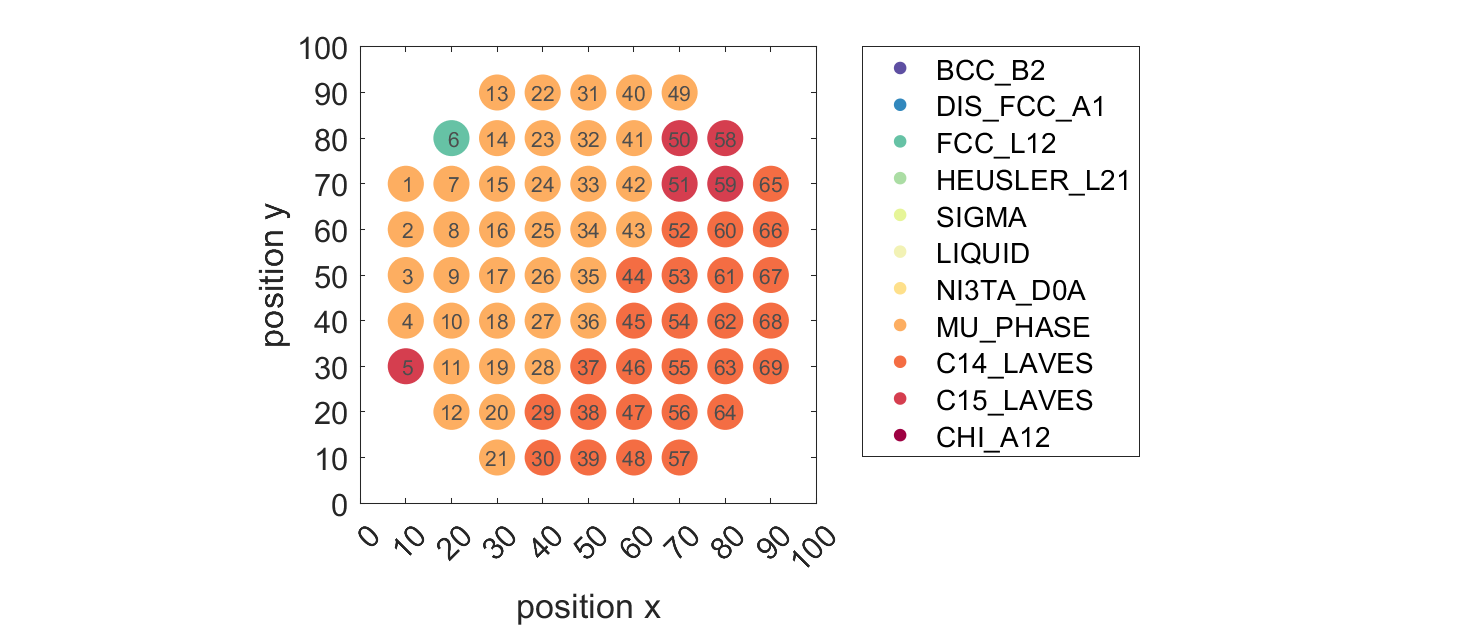 100
90
80
70
60
50
40
30
20
10
0
position y
13 22 31 40 49
6 14 23 32 41 50 58
1 7 15 24 33 42 51 59 65
2 8 16 25 34 43 52 60 66
3 9 17 26 35 44 53 61 67
4 10 18 27 36 45 54 62 68
5 11 19 28 37 46 55 63 69
12 20 29 38 47 56 64
21 30 39 48 57
0 10 20 30 40 50 60 70 80 90 100
position x
BCC_B2
DIS_FCC_A1
FCC_L12
HEUSLER_L21
SIGMA
LIQUID
NI3TA_D0A
MU_PHASE
C14_LAVES
C15_LAVES
CHI_A12